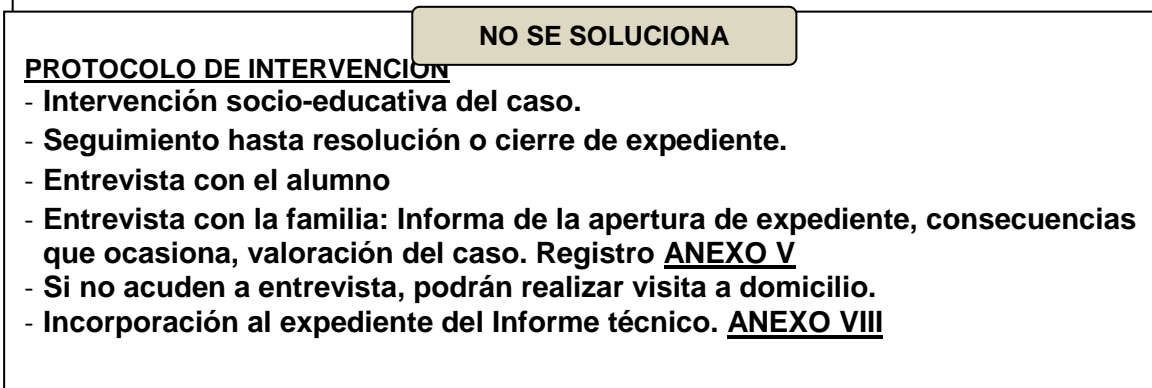 NO SE SOLUCIONA
PROTOCOLO DE INTERVENCIÓN
- Intervención socio-educativa del caso.
- Seguimiento hasta resolución o cierre de expediente.
- Entrevista con el alumno
- Entrevista con la familia: Informa de la apertura de expediente, consecuencias
que ocasiona, valoración del caso. Registro ANEXO V
- Si no acuden a entrevista, podrán realizar visita a domicilio.
- Incorporación al expediente del Informe técnico. ANEXO VIII